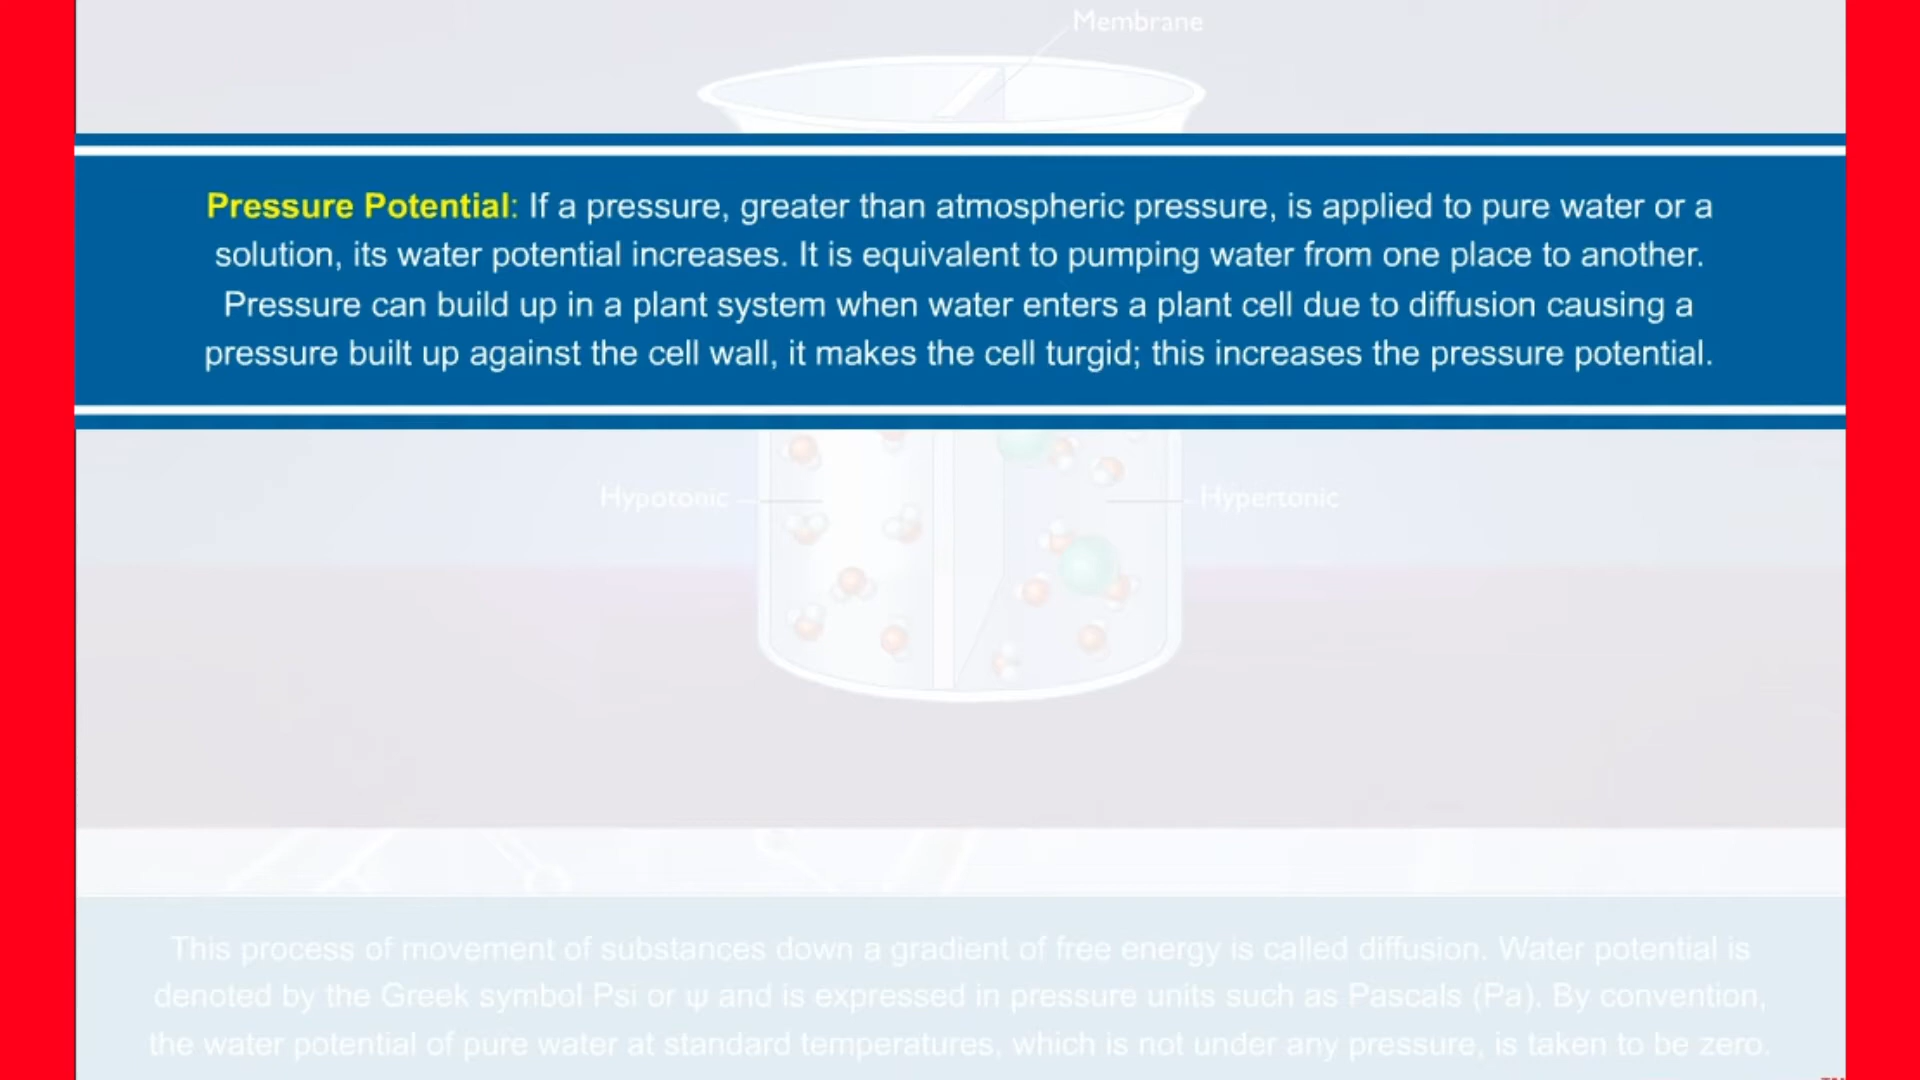 Membrane
Pressure Potential: If a pressure, greater than atmospheric pressure, is applied to pure water or a
solution, its water potential increases. It is equivalent to pumping water from one place to another.
Pressure can build up in a plant system when water enters a plant cell due to diffusion causing a
pressure built up against the cell wall, it makes the cell turgid; this increases the pressure potential.
Hypotonic
Hypertonic
This process of movement of substances down a gradient of free energy is called diffusion. Water potential is
denoted by the Greek symbol Psi or ψ and is expressed in pressure units such as Pascals (Pa). By convention,
the water potential of pure water at standard temperatures, which is not under any pressure, is taken to be zero.